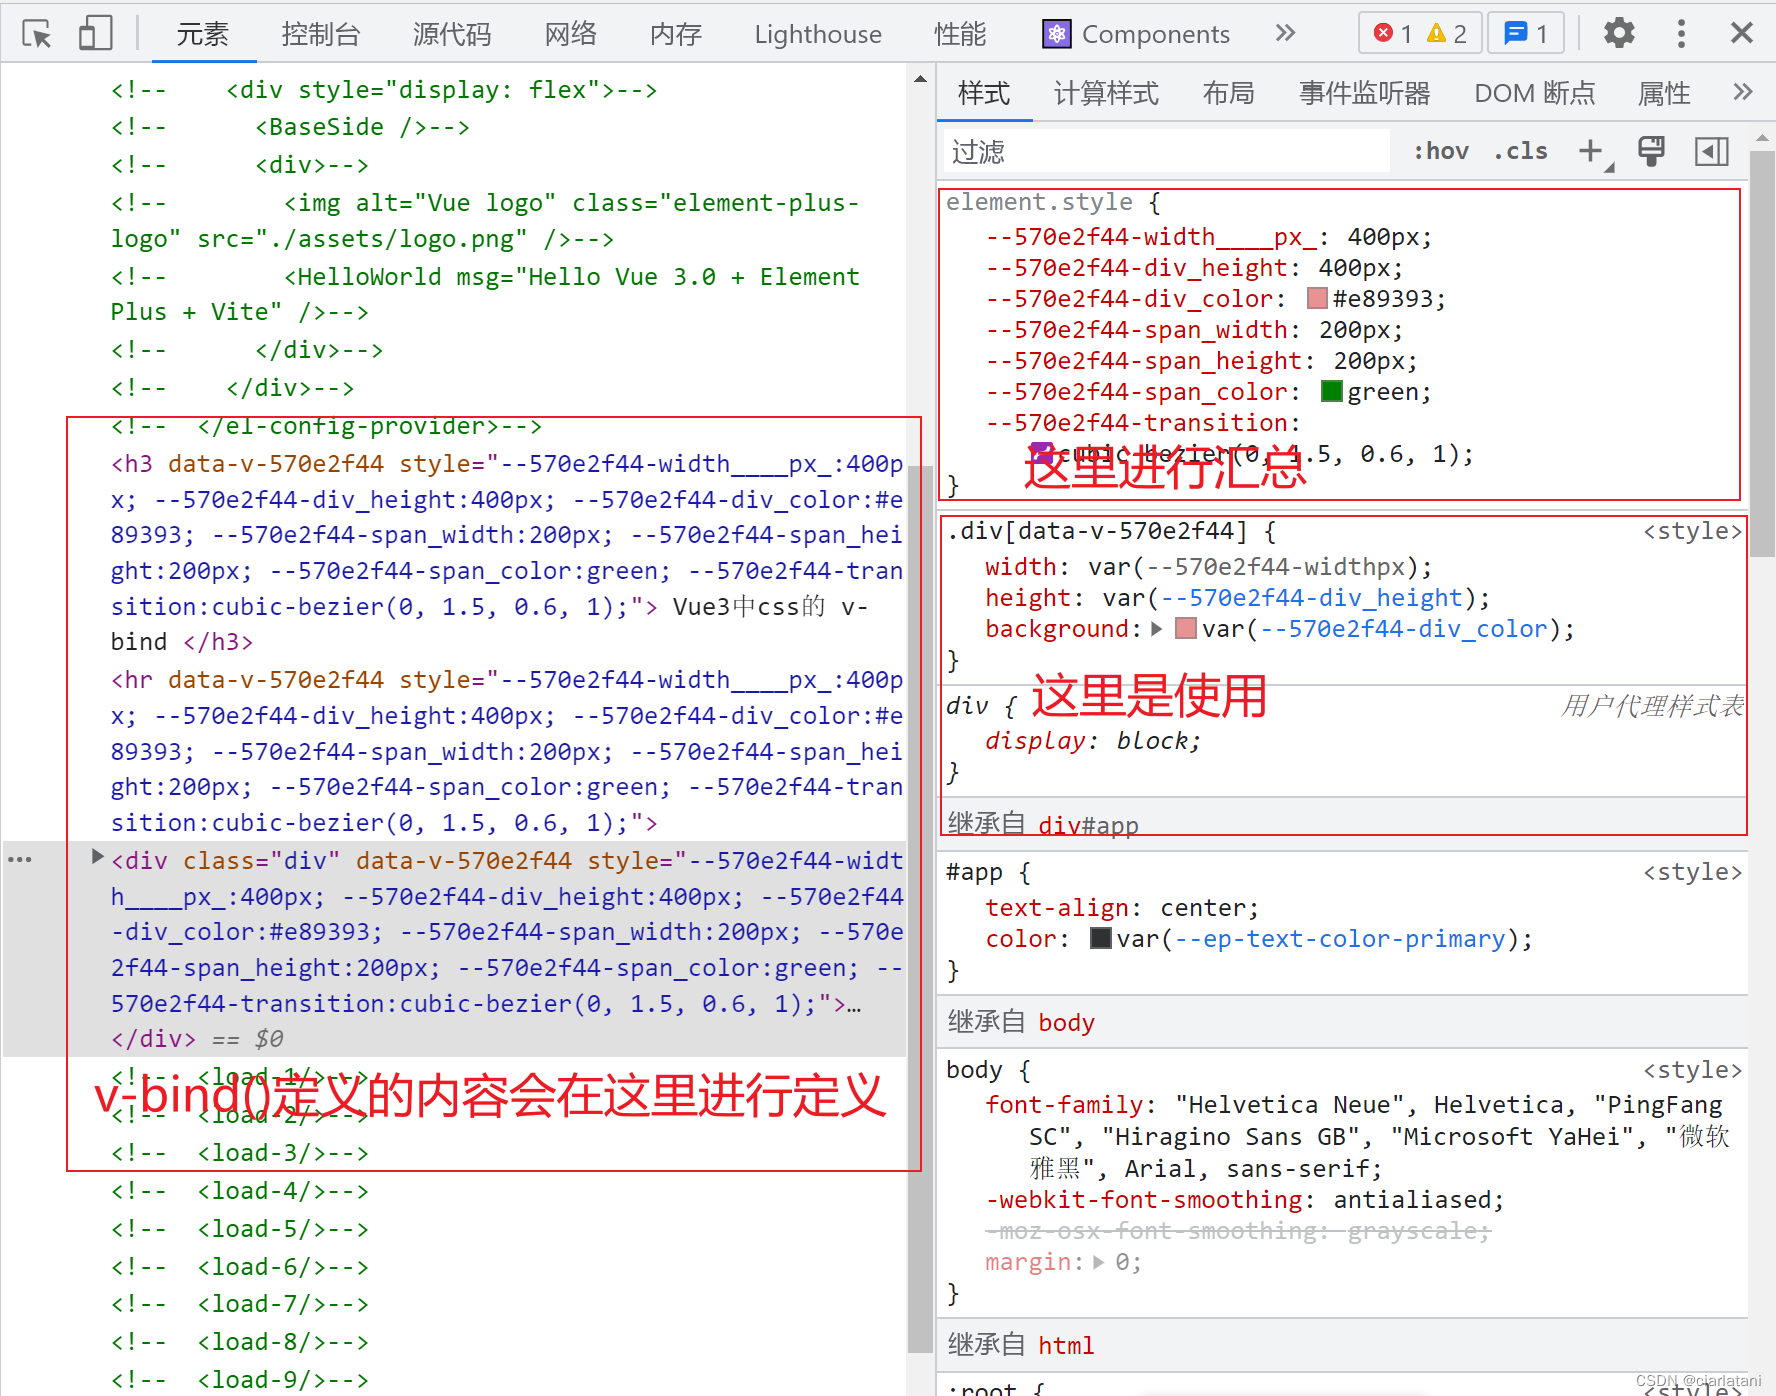 元素 控制台 源代码 网络 内存 Lighthouse 性能 Components » 1 2 1
<!--    <div style="display: flex">-->
<!--      <BaseSide />-->
<!--      <div>-->
<!--        <img alt="Vue logo" class="element-plus-
logo" src="./assets/logo.png" />-->
<!--        <HelloWorld msg="Hello Vue 3.0 + Element
Plus + Vite" />-->
<!--      </div>-->
<!--    </div>-->
<!--  </el-config-provider>-->
<h3 data-v-570e2f44 style="--570e2f44-width____px_:400p
x; --570e2f44-div_height:400px; --570e2f44-div_color:#e
89393; --570e2f44-span_width:200px; --570e2f44-span_hei
ght:200px; --570e2f44-span_color:green; --570e2f44-tran
sition:cubic-bezier(0, 1.5, 0.6, 1);"> Vue3中css的 v-
bind </h3>
<hr data-v-570e2f44 style="--570e2f44-width____px_:400p
x; --570e2f44-div_height:400px; --570e2f44-div_color:#e
89393; --570e2f44-span_width:200px; --570e2f44-span_hei
ght:200px; --570e2f44-span_color:green; --570e2f44-tran
sition:cubic-bezier(0, 1.5, 0.6, 1);">
<div class="div" data-v-570e2f44 style="--570e2f44-widt
h____px_:400px; --570e2f44-div_height:400px; --570e2f44
-div_color:#e89393; --570e2f44-span_width:200px; --570e
2f44-span_height:200px; --570e2f44-span_color:green; --
570e2f44-transition:cubic-bezier(0, 1.5, 0.6, 1);">…
</div> == $0
<!--  <load-1/>-->
v-bind()定义的内容会在这里进行定义
<!--  <load-2/>-->
<!--  <load-3/>-->
<!--  <load-4/>-->
<!--  <load-5/>-->
<!--  <load-6/>-->
<!--  <load-7/>-->
<!--  <load-8/>-->
<!--  <load-9/>-->
样式 计算样式 布局 事件监听器 DOM 断点 属性 »
过滤 :hov .cls
element.style {
--570e2f44-width____px_: 400px;
--570e2f44-div_height: 400px;
--570e2f44-div_color: #e89393;
--570e2f44-span_width: 200px;
--570e2f44-span_height: 200px;
--570e2f44-span_color: green;
--570e2f44-transition:
cubic-bezier(0, 1.5, 0.6, 1);
这里进行汇总
}
.div[data-v-570e2f44] { <style>
width: var(--570e2f44-widthpx);
height: var(--570e2f44-div_height);
background: var(--570e2f44-div_color);
}
这里是使用
div { 用户代理样式表
display: block;
}
继承自 div#app
#app { <style>
text-align: center;
color: var(--ep-text-color-primary);
}
继承自 body
body { <style>
font-family: "Helvetica Neue", Helvetica, "PingFang
SC", "Hiragino Sans GB", "Microsoft YaHei", "微软
雅黑", Arial, sans-serif;
-webkit-font-smoothing: antialiased;
-moz-osx-font-smoothing: grayscale;
margin: 0;
}
继承自 html
:root { <style>
CSDN @ciarlatani